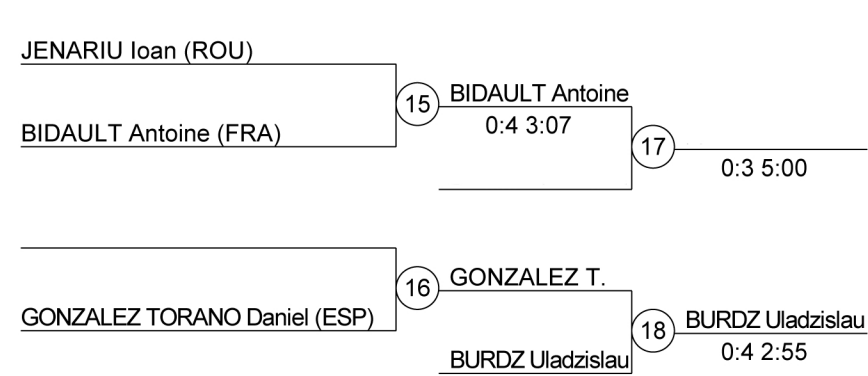 JENARIU Ioan (ROU)
15
BIDAULT Antoine
BIDAULT Antoine (FRA)
0:4 3:07
17
0:3 5:00
16
GONZALEZ T.
GONZALEZ TORANO Daniel (ESP)
18
BURDZ Uladzislau
BURDZ Uladzislau
0:4 2:55